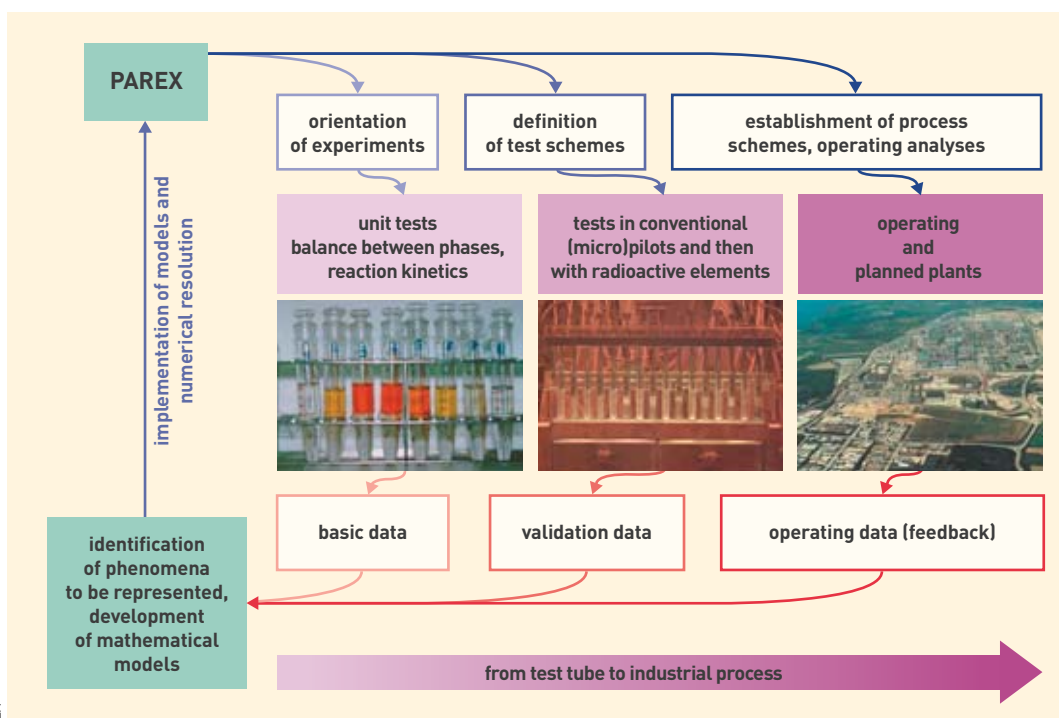 PAREX
orientation
of experiments
definition
of test schemes
establishment of process
schemes, operating analyses
implementation of models and
numerical resolution
unit tests
balance between phases,
reaction kinetics
tests in conventional
(micro)pilots and then
with radioactive elements
operating
and
planned plants
basic data
validation data
operating data (feedback)
identification
of phenomena
to be represented,
development
of mathematical
models
from test tube to industrial process